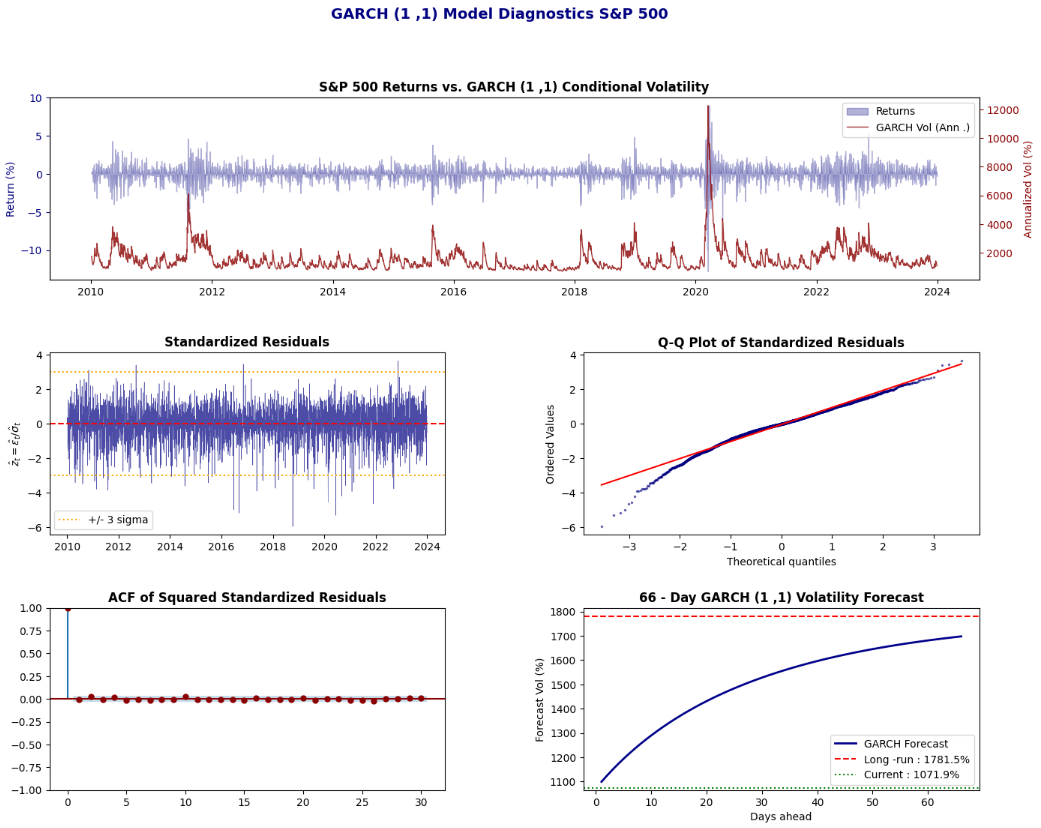 GARCH (1 ,1) Model Diagnostics S&P 500
S&P 500 Returns vs. GARCH (1 ,1) Conditional Volatility
Return (%)
10
5
0
−5
−10
Returns
GARCH Vol (Ann .)
12000
10000
8000
6000
4000
2000
Annualized Vol (%)
2010 2012 2014 2016 2018 2020 2022 2024
Standardized Residuals
ẑt = ε̂t/σ̂t
4
2
0
−2
−4
−6
+/- 3 sigma
2010 2012 2014 2016 2018 2020 2022 2024
Q-Q Plot of Standardized Residuals
Ordered Values
4
2
0
−2
−4
−6
−3 −2 −1 0 1 2 3
Theoretical quantiles
ACF of Squared Standardized Residuals
1.00
0.75
0.50
0.25
0.00
−0.25
−0.50
−0.75
−1.00
0 5 10 15 20 25 30
66 - Day GARCH (1 ,1) Volatility Forecast
Forecast Vol (%)
1800
1700
1600
1500
1400
1300
1200
1100
GARCH Forecast
Long -run : 1781.5%
Current : 1071.9%
0 10 20 30 40 50 60
Days ahead